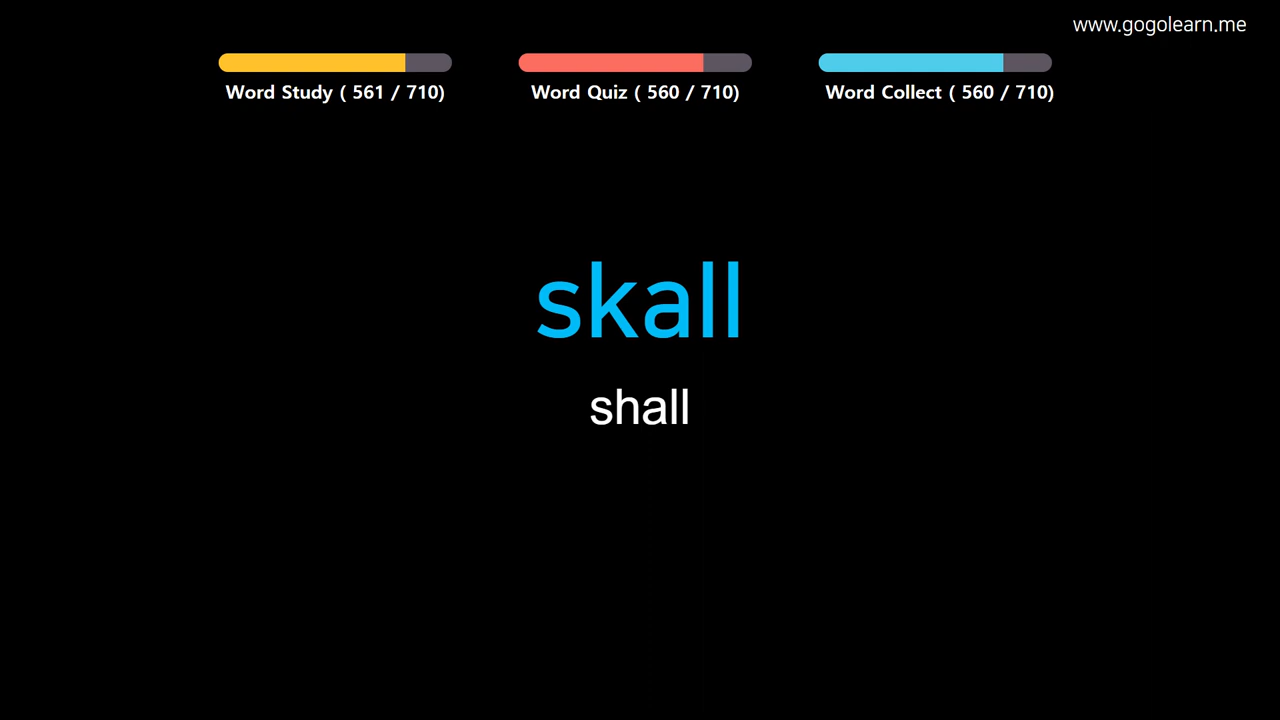 www.gogolearn.me
Word Study ( 561 / 710)
Word Quiz ( 560 / 710)
Word Collect ( 560 / 710)
skall
shall